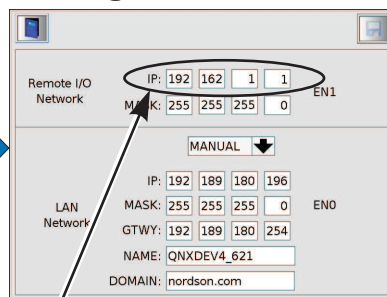 Remote I/O
Network
IP: 192 162 1 1
EN1
MASK: 255 255 255 0
MANUAL
LAN
Network
IP: 192 189 180 196
MASK: 255 255 255 0
EN0
GTWY: 192 189 180 254
NAME: QNXDEV4_621
DOMAIN: nordson.com